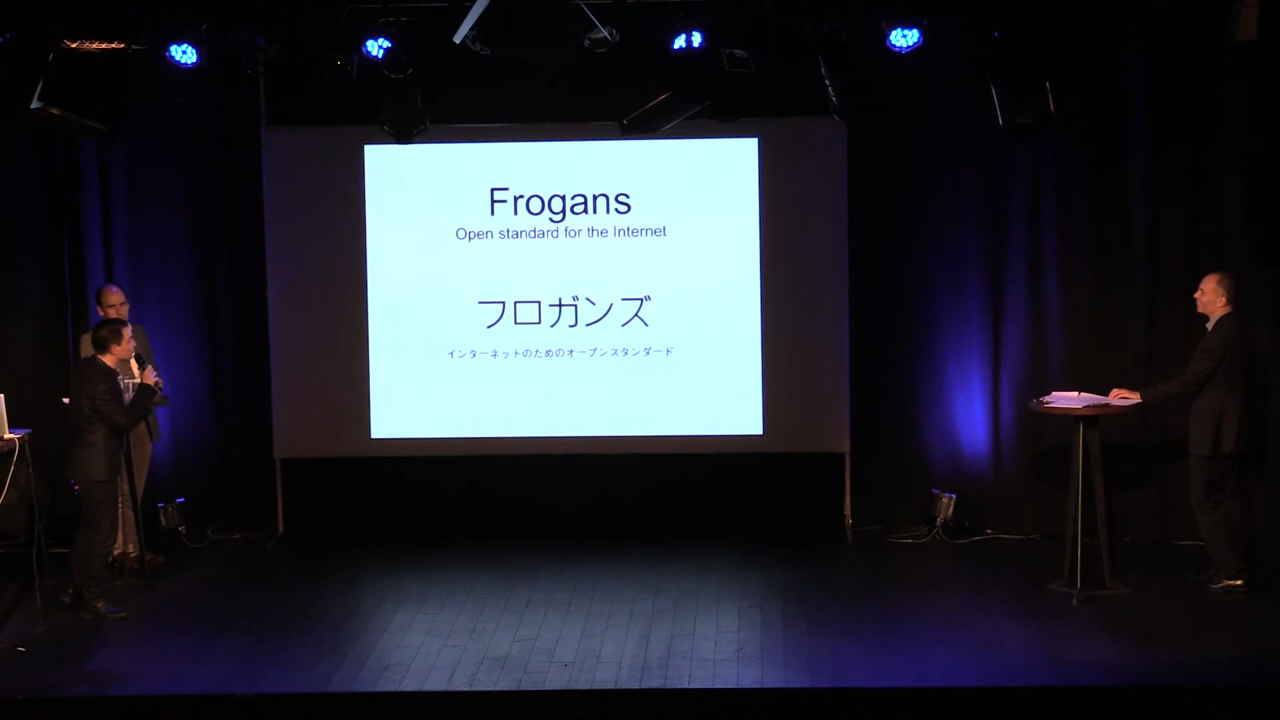 Frogans
Open standard for the Internet
フロガンズ
インターネットのためのオープンスタンダード